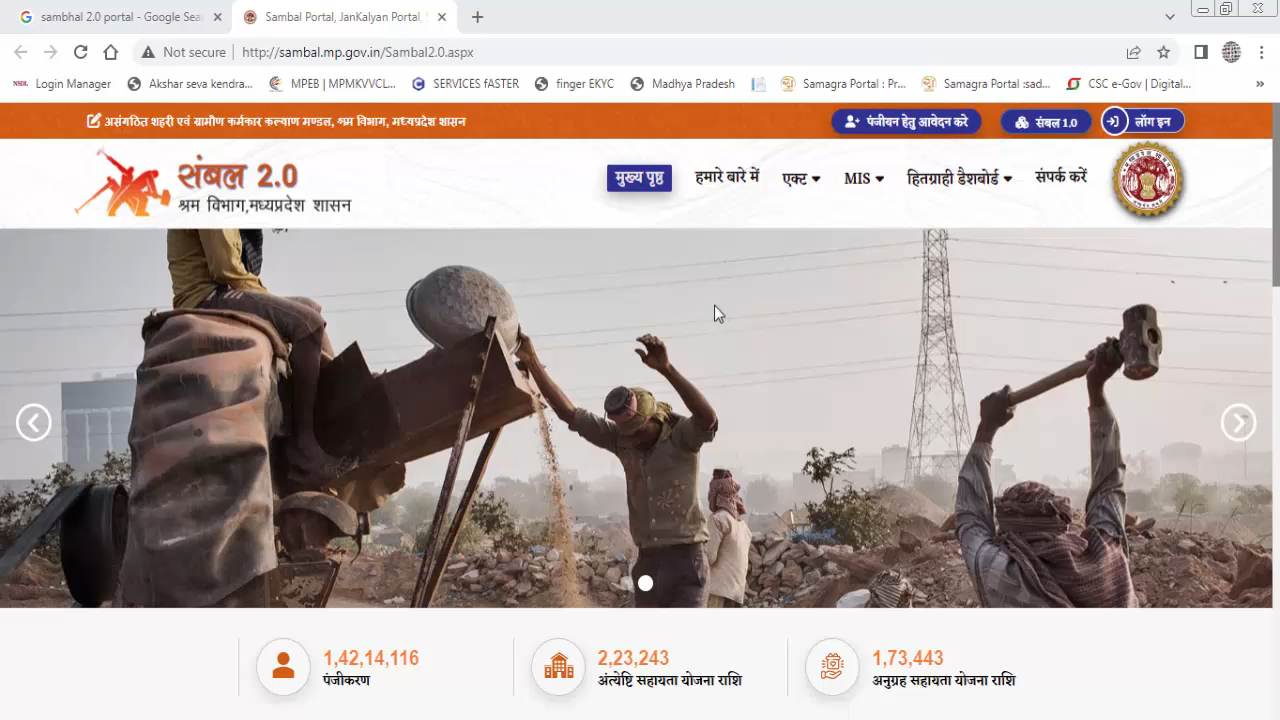 sambhal 2.0 portal - Google Sea
Sambal Portal, JanKalyan Portal,
Not secure
http://sambal.mp.gov.in/Sambal2.0.aspx
NSDL Login Manager
Akshar seva kendra...
MPEB | MPMKVVCL...
SERVICES fASTER
finger EKYC
Madhya Pradesh
Samagra Portal : Pr...
Samagra Portal :sad...
CSC e-Gov | Digital...
असंगठित शहरी एवं ग्रामीण कर्मकार कल्याण मण्डल, श्रम विभाग, मध्यप्रदेश शासन
पंजीयन हेतु आवेदन करे
संबल 1.0
लॉग इन
संबल 2.0
श्रम विभाग,मध्यप्रदेश शासन
मुख्य पृष्ठ
हमारे बारे में
एक्ट
MIS
हितग्राही डैशबोर्ड
संपर्क करें
1,42,14,116
पंजीकरण
2,23,243
अंत्येष्टि सहायता योजना राशि
1,73,443
अनुग्रह सहायता योजना राशि